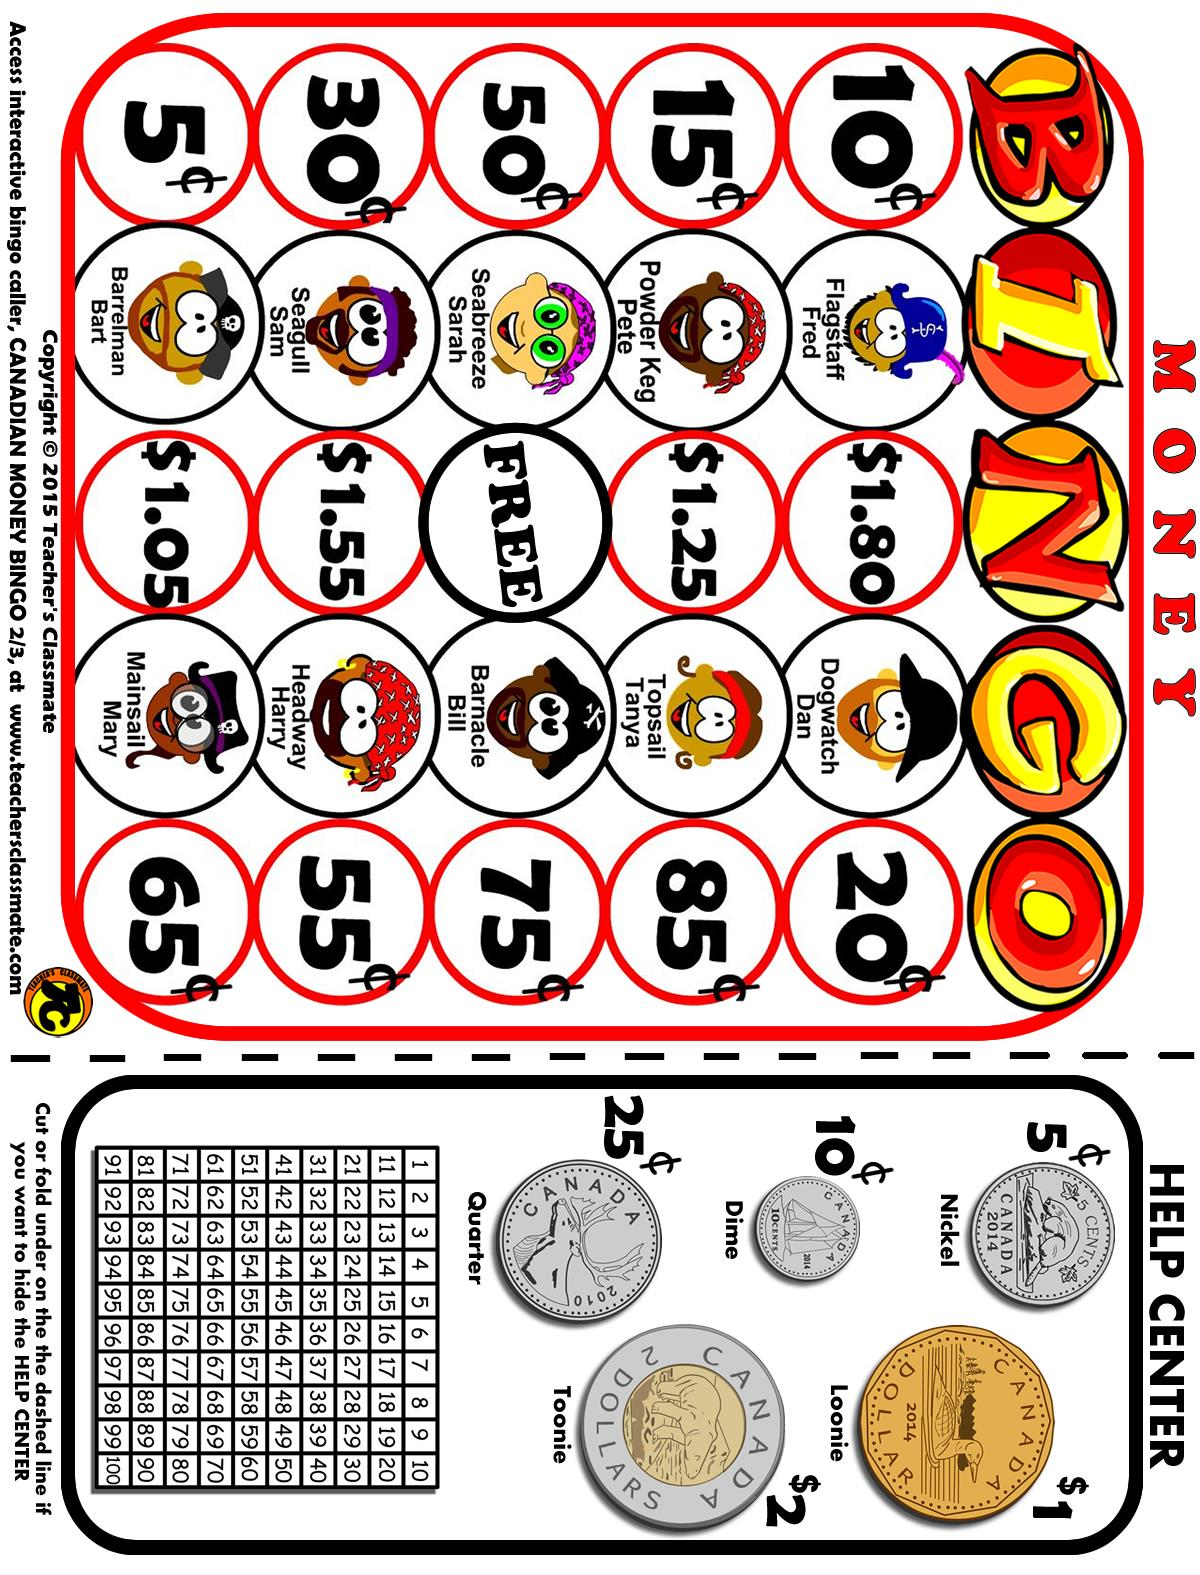 MONEY
BINGO
10¢ Flagstaff Fred $1.80 Dogwatch Dan 20¢
15¢ Powder Keg Pete $1.25 Topsail Tanya 85¢
50¢ Seabreeze Sarah FREE Barnacle Bill 75¢
30¢ Seagull Sam $1.55 Headway Harry 55¢
5¢ Barrelman Bart $1.05 Mainsail Mary 65¢
Copyright © 2015 Teacher's Classmate
Access interactive bingo caller, CANADIAN MONEY BINGO 2/3, at www.teachersclassmate.com
TEACHER'S CLASSMATE
TC
HELP CENTER
5¢
5 CENTS
CANADA
2014
Nickel
$1
CANADA
2014
DOLLAR
Loonie
10¢
CANADA
10 CENTS
2014
Dime
$2
CANADA
2 DOLLARS
Toonie
25¢
CANADA
2010
Quarter
1 2 3 4 5 6 7 8 9 10
11 12 13 14 15 16 17 18 19 20
21 22 23 24 25 26 27 28 29 30
31 32 33 34 35 36 37 38 39 40
41 42 43 44 45 46 47 48 49 50
51 52 53 54 55 56 57 58 59 60
61 62 63 64 65 66 67 68 69 70
71 72 73 74 75 76 77 78 79 80
81 82 83 84 85 86 87 88 89 90
91 92 93 94 95 96 97 98 99 100
Cut or fold under on the the dashed line if
you want to hide the HELP CENTER